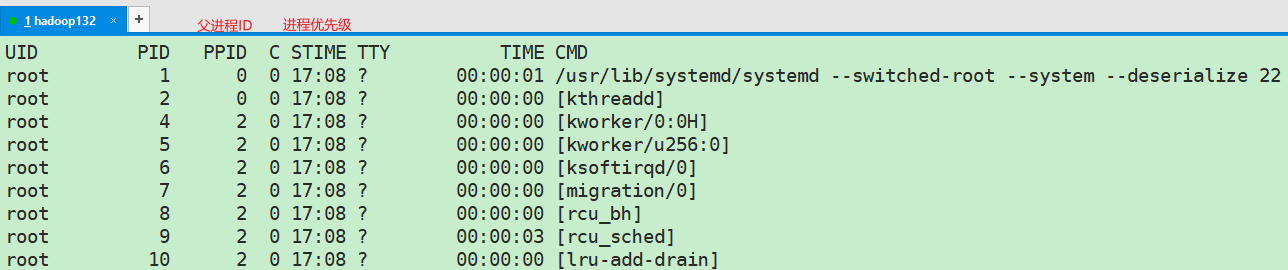 1 hadoop132 × +
父进程ID 进程优先级
UID PID PPID C STIME TTY TIME CMD
root 1 0 0 17:08 ? 00:00:01 /usr/lib/systemd/systemd --switched-root --system --deserialize 22
root 2 0 0 17:08 ? 00:00:00 [kthreadd]
root 4 2 0 17:08 ? 00:00:00 [kworker/0:0H]
root 5 2 0 17:08 ? 00:00:00 [kworker/u256:0]
root 6 2 0 17:08 ? 00:00:00 [ksoftirqd/0]
root 7 2 0 17:08 ? 00:00:00 [migration/0]
root 8 2 0 17:08 ? 00:00:00 [rcu_bh]
root 9 2 0 17:08 ? 00:00:03 [rcu_sched]
root 10 2 0 17:08 ? 00:00:00 [lru-add-drain]